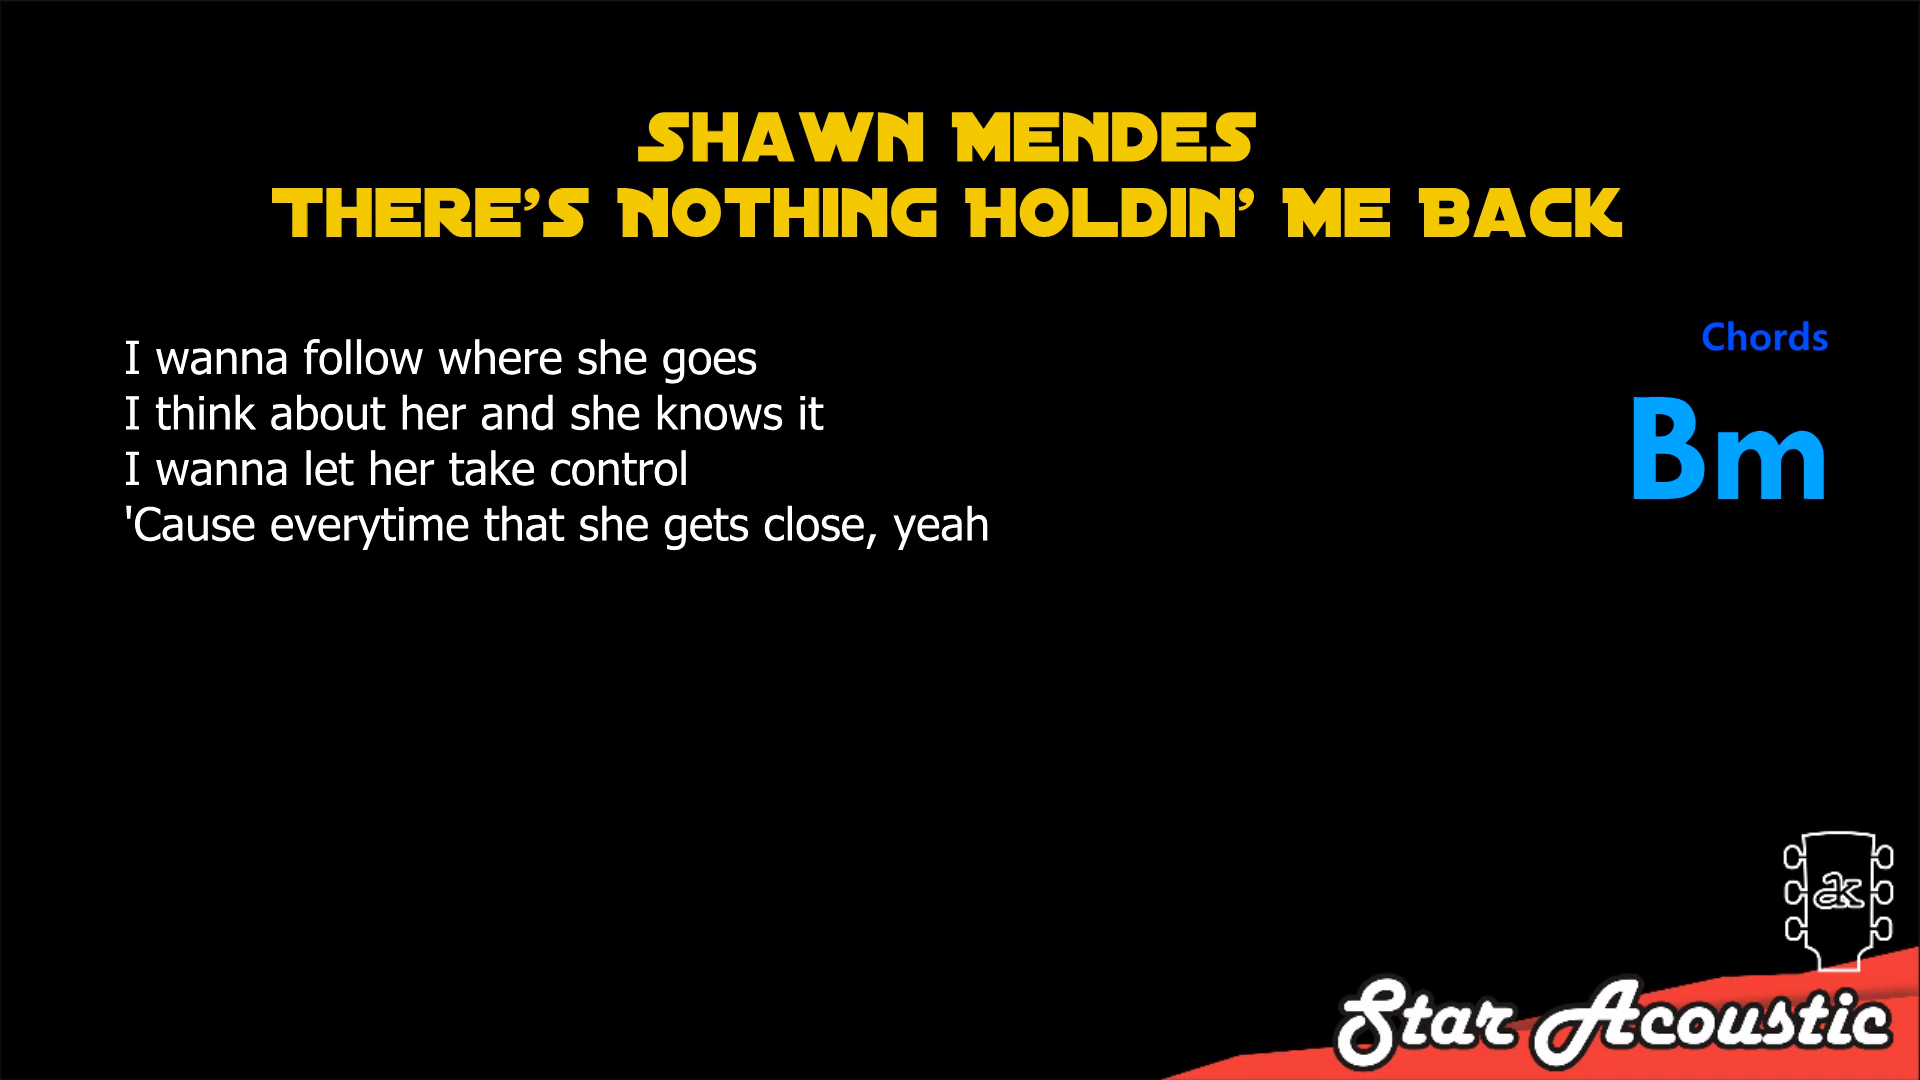 Shawn Mendes
There's Nothing Holdin' Me Back
I wanna follow where she goes
I think about her and she knows it
I wanna let her take control
'Cause everytime that she gets close, yeah
Chords
Bm
ak
Star Acoustic